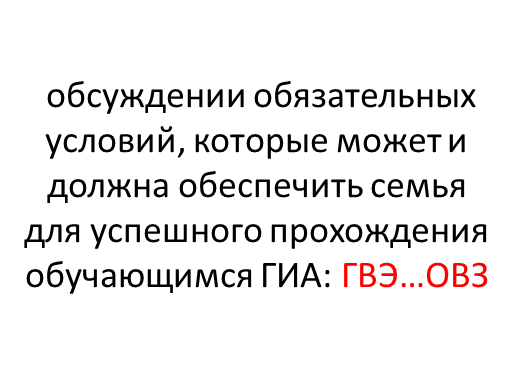 обсуждении обязательных
условий, которые может и
должна обеспечить семья
для успешного прохождения
обучающимся ГИА: ГВЭ...ОВЗ